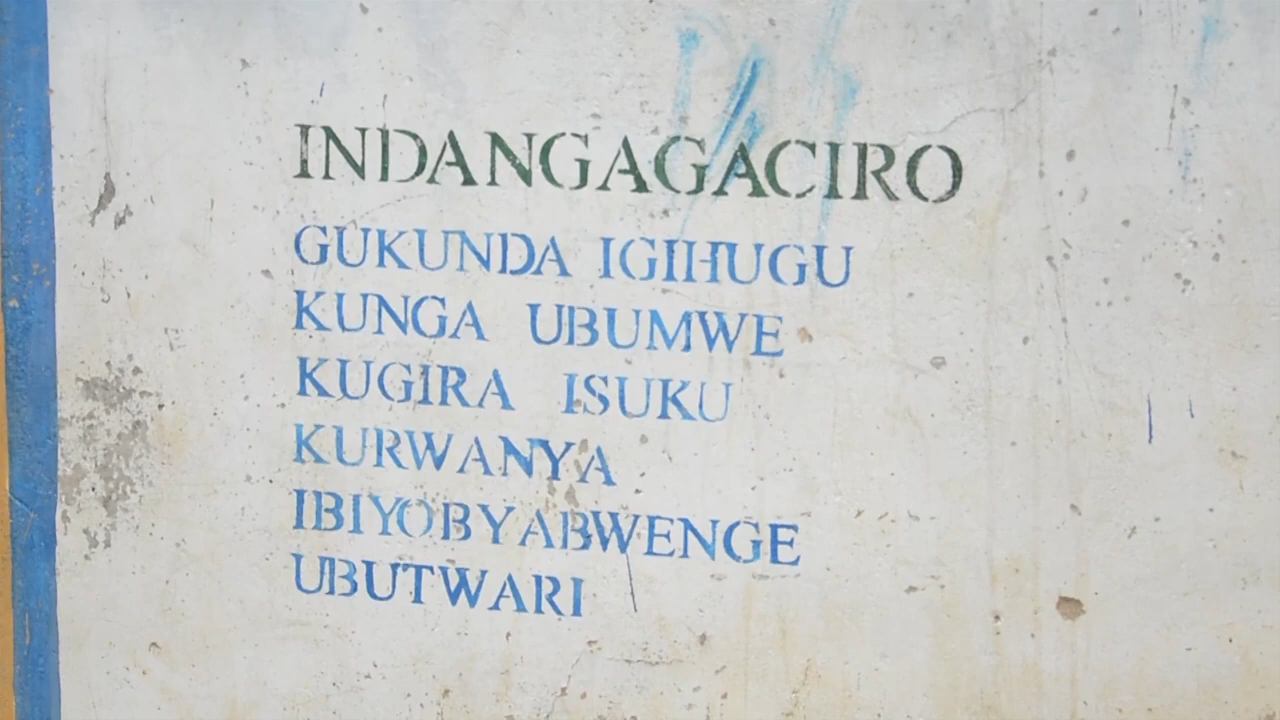 INDANGAGACIRO
GUKUNDA IGIHUGU
KUNGA UBUMWE
KUGIRA ISUKU
KURWANYA
IBIYOBYABWENGE
UBUTWARI